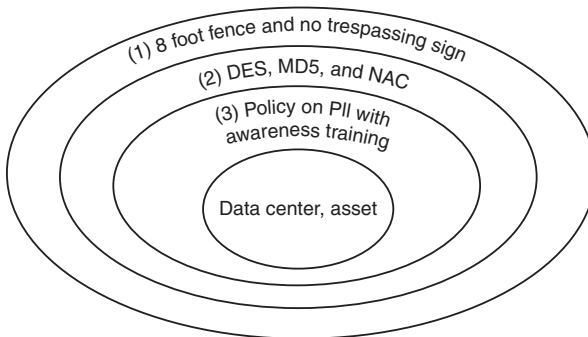 (1) 8 foot fence and no trespassing sign
(2) DES, MD5, and NAC
(3) Policy on PII with
awareness training
Data center, asset